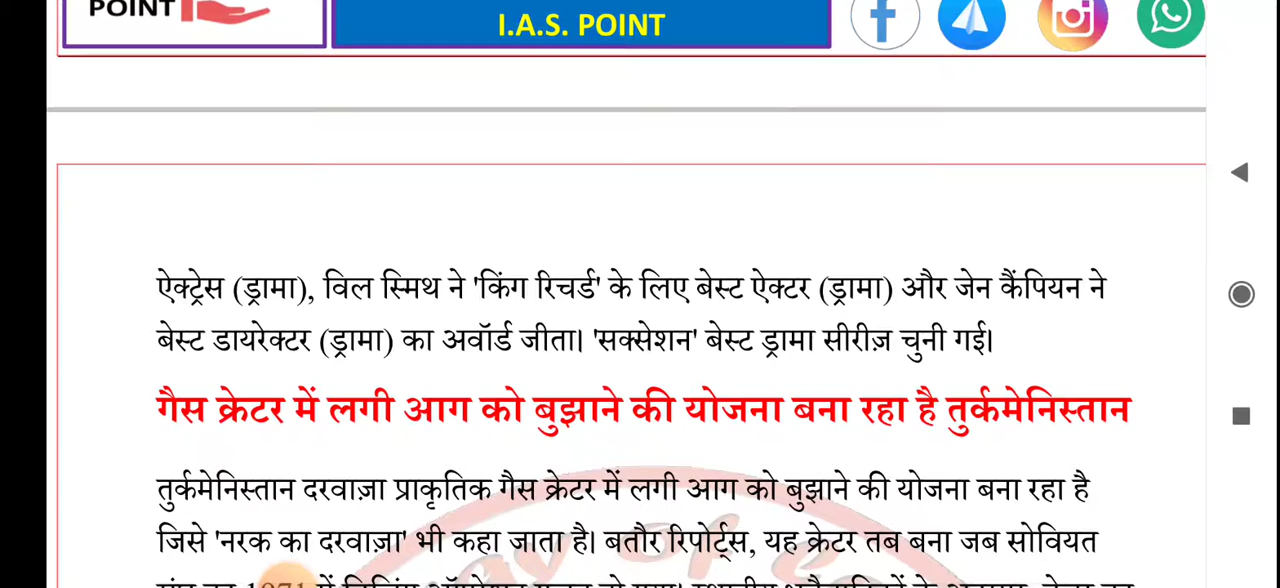 POINT
I.A.S. POINT
ऐक्ट्रेस (ड्रामा), विल स्मिथ ने 'किंग रिचर्ड' के लिए बेस्ट ऐक्टर (ड्रामा) और जेन कैंपियन ने
बेस्ट डायरेक्टर (ड्रामा) का अवॉर्ड जीता। 'सक्सेशन' बेस्ट ड्रामा सीरीज़ चुनी गई।
गैस क्रेटर में लगी आग को बुझाने की योजना बना रहा है तुर्कमेनिस्तान
तुर्कमेनिस्तान दरवाज़ा प्राकृतिक गैस क्रेटर में लगी आग को बुझाने की योजना बना रहा है
जिसे 'नरक का दरवाज़ा' भी कहा जाता है। बतौर रिपोर्ट्स, यह क्रेटर तब बना जब सोवियत
1971 में